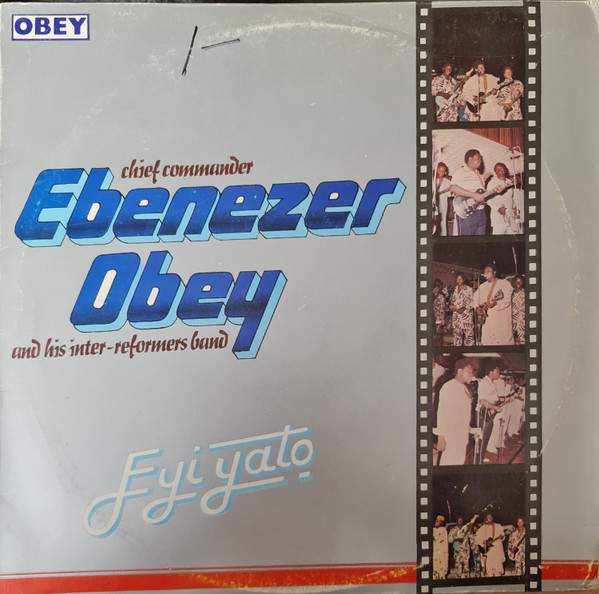 OBEY
chief commander
Ebenezer
Obey
and his inter-reformers band
Eyi yato